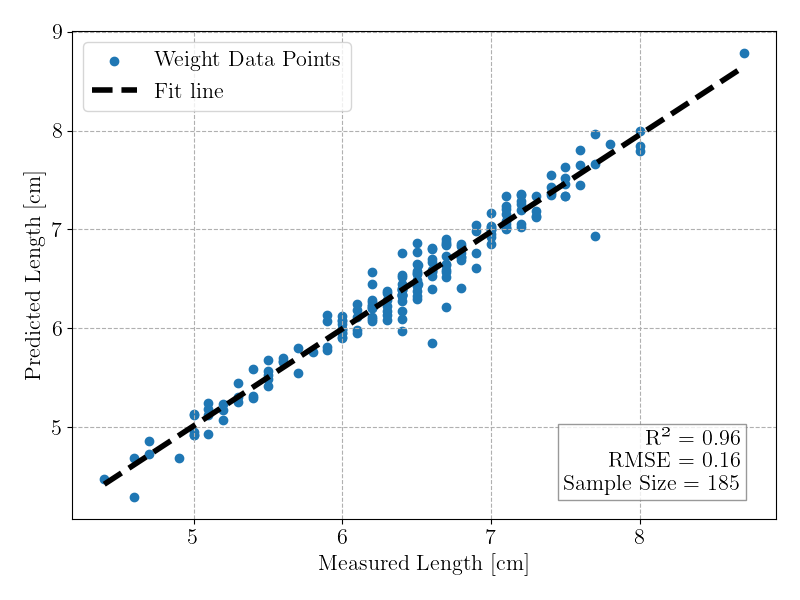 9
8
7
6
5
5
6
7
8
Predicted Length [cm]
Measured Length [cm]
Weight Data Points
Fit line
R² = 0.96
RMSE = 0.16
Sample Size = 185